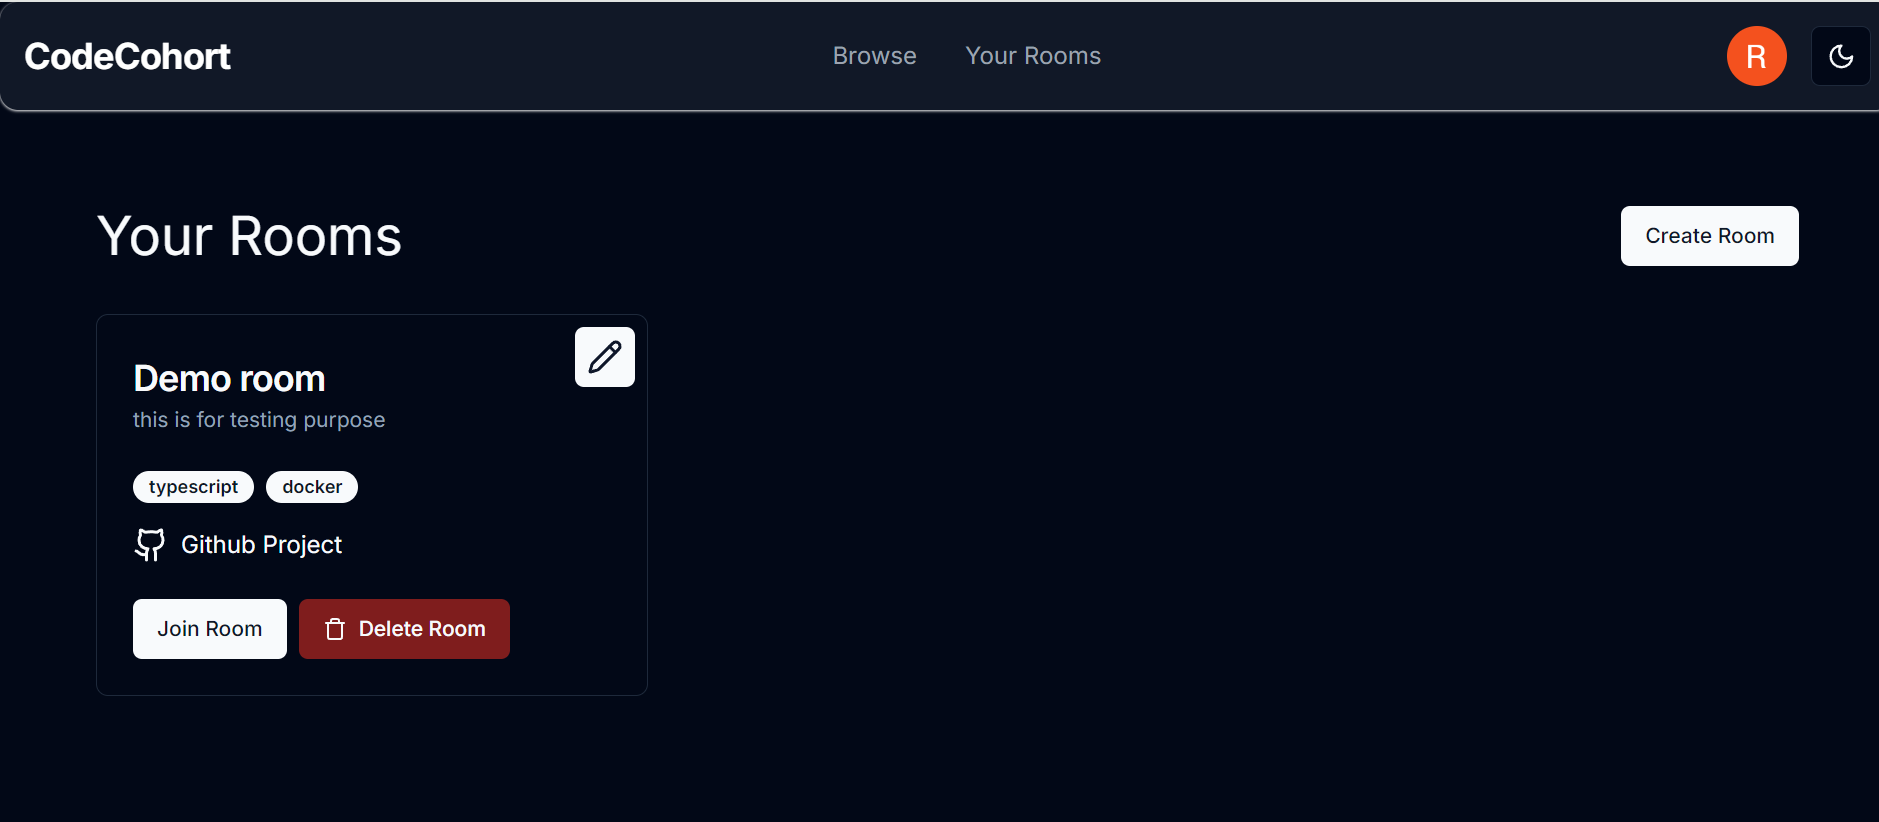 CodeCohort
Browse Your Rooms
R
Your Rooms
Create Room
Demo room
this is for testing purpose
typescript docker
Github Project
Join Room Delete Room